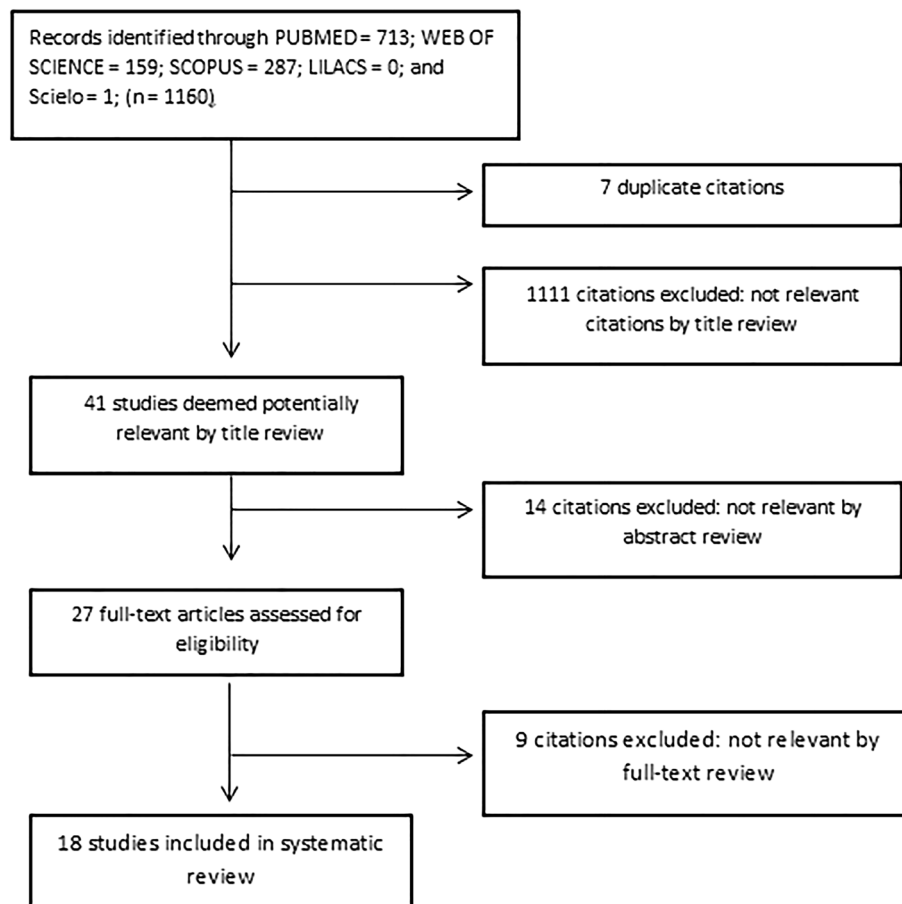 Records identified through PUBMED = 713; WEB OF
SCIENCE = 159; SCOPUS = 287; LILACS = 0; and
Scielo = 1; (n = 1160)
7 duplicate citations
1111 citations excluded: not relevant
citations by title review
41 studies deemed potentially
relevant by title review
14 citations excluded: not relevant by
abstract review
27 full-text articles assessed for
eligibility
9 citations excluded: not relevant by
full-text review
18 studies included in systematic
review